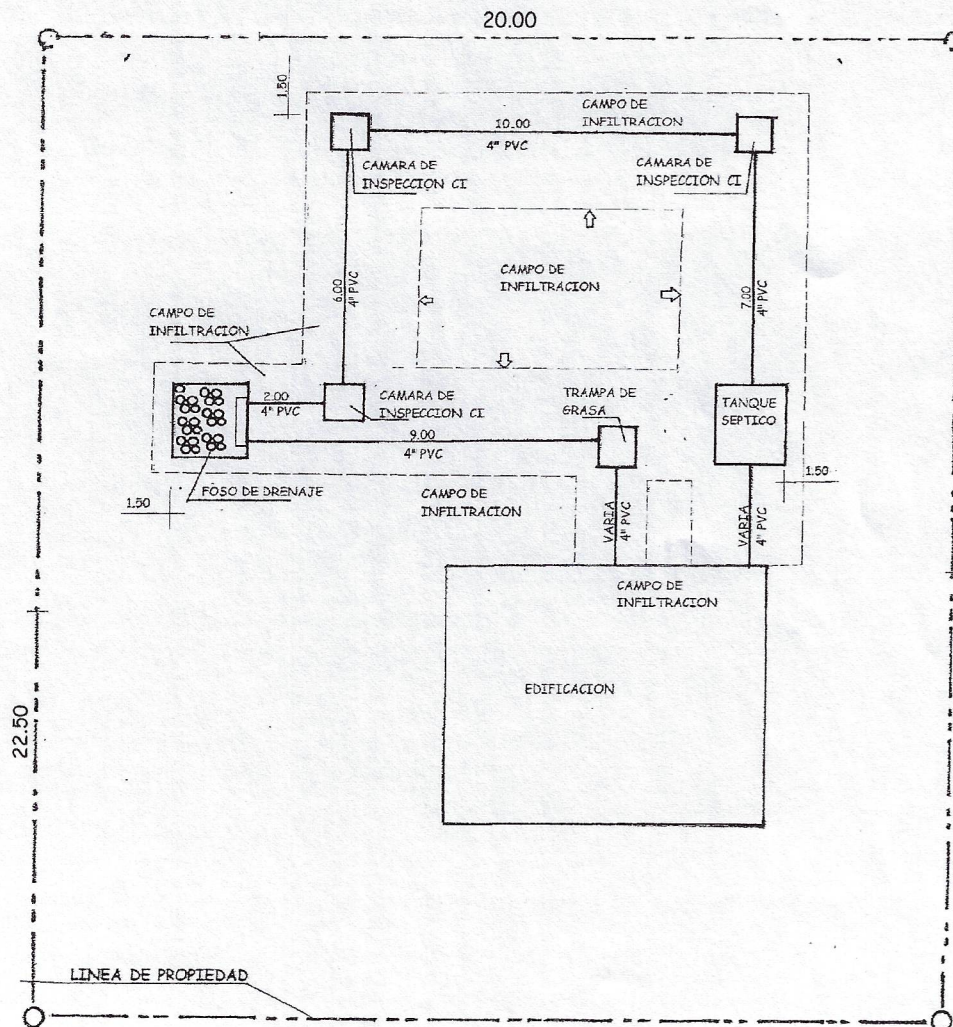 20.00
1.50
CAMPO DE
INFILTRACION
10.00
4" PVC
CAMARA DE
INSPECCION CI
CAMARA DE
INSPECCION CI
CAMPO DE
INFILTRACION
6.00
4" PVC
7.00
4" PVC
CAMPO DE
INFILTRACION
2.00
4" PVC
CAMARA DE
INSPECCION CI
TRAMPA DE
GRASA
TANQUE
SEPTICO
9.00
4" PVC
1.50
FOSO DE DRENAJE
1.50
CAMPO DE
INFILTRACION
VARIA
4" PVC
VARIA
4" PVC
CAMPO DE
INFILTRACION
EDIFICACION
22.50
LINEA DE PROPIEDAD